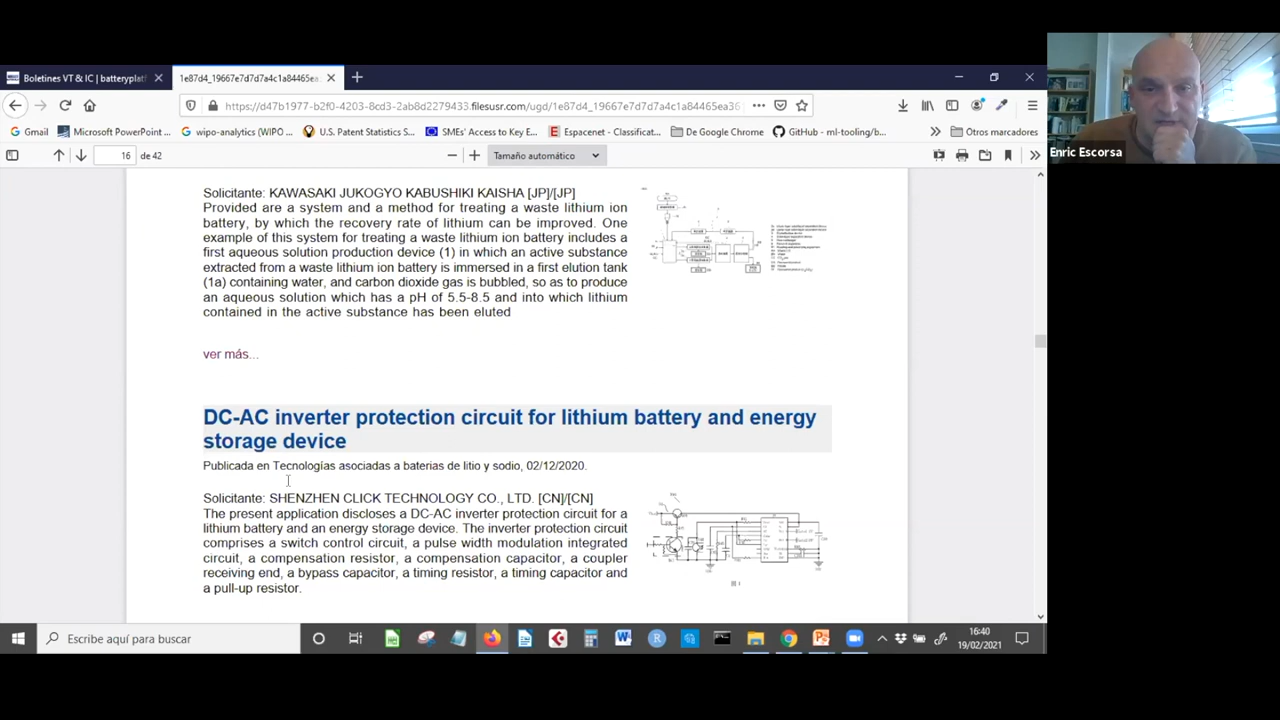 Boletines VT & IC | batteryplatf
1e87d4_19667e7d7d7a4c1a84465ea
https://d47b1977-b2f0-4203-8cd3-2ab8d2279433.filesusr.com/ugd/1e87d4_19667e7d7d7a4c1a84465ea36
Gmail
Microsoft PowerPoint ...
wipo-analytics (WIPO ...
U.S. Patent Statistics S...
SMEs' Access to Key E...
Espacenet - Classificat...
De Google Chrome
GitHub - ml-tooling/b...
Otros marcadores
16
de 42
Tamaño automático
Enric Escorsa
Solicitante: KAWASAKI JUKOGYO KABUSHIKI KAISHA [JP]/[JP]
Provided are a system and a method for treating a waste lithium ion
battery, by which the recovery rate of lithium can be improved. One
example of this system for treating a waste lithium ion battery includes a
first aqueous solution production device (1) in which an active substance
extracted from a waste lithium ion battery is immersed in a first elution tank
(1a) containing water, and carbon dioxide gas is bubbled, so as to produce
an aqueous solution which has a pH of 5.5-8.5 and into which lithium
contained in the active substance has been eluted
ver más...
DC-AC inverter protection circuit for lithium battery and energy
storage device
Publicada en Tecnologías asociadas a baterias de litio y sodio, 02/12/2020.
Solicitante: SHENZHEN CLICK TECHNOLOGY CO., LTD. [CN]/[CN]
The present application discloses a DC-AC inverter protection circuit for a
lithium battery and an energy storage device. The inverter protection circuit
comprises a switch control circuit, a pulse width modulation integrated
circuit, a compensation resistor, a compensation capacitor, a coupler
receiving end, a bypass capacitor, a timing resistor, a timing capacitor and
a pull-up resistor.
Escribe aquí para buscar
16:40
19/02/2021